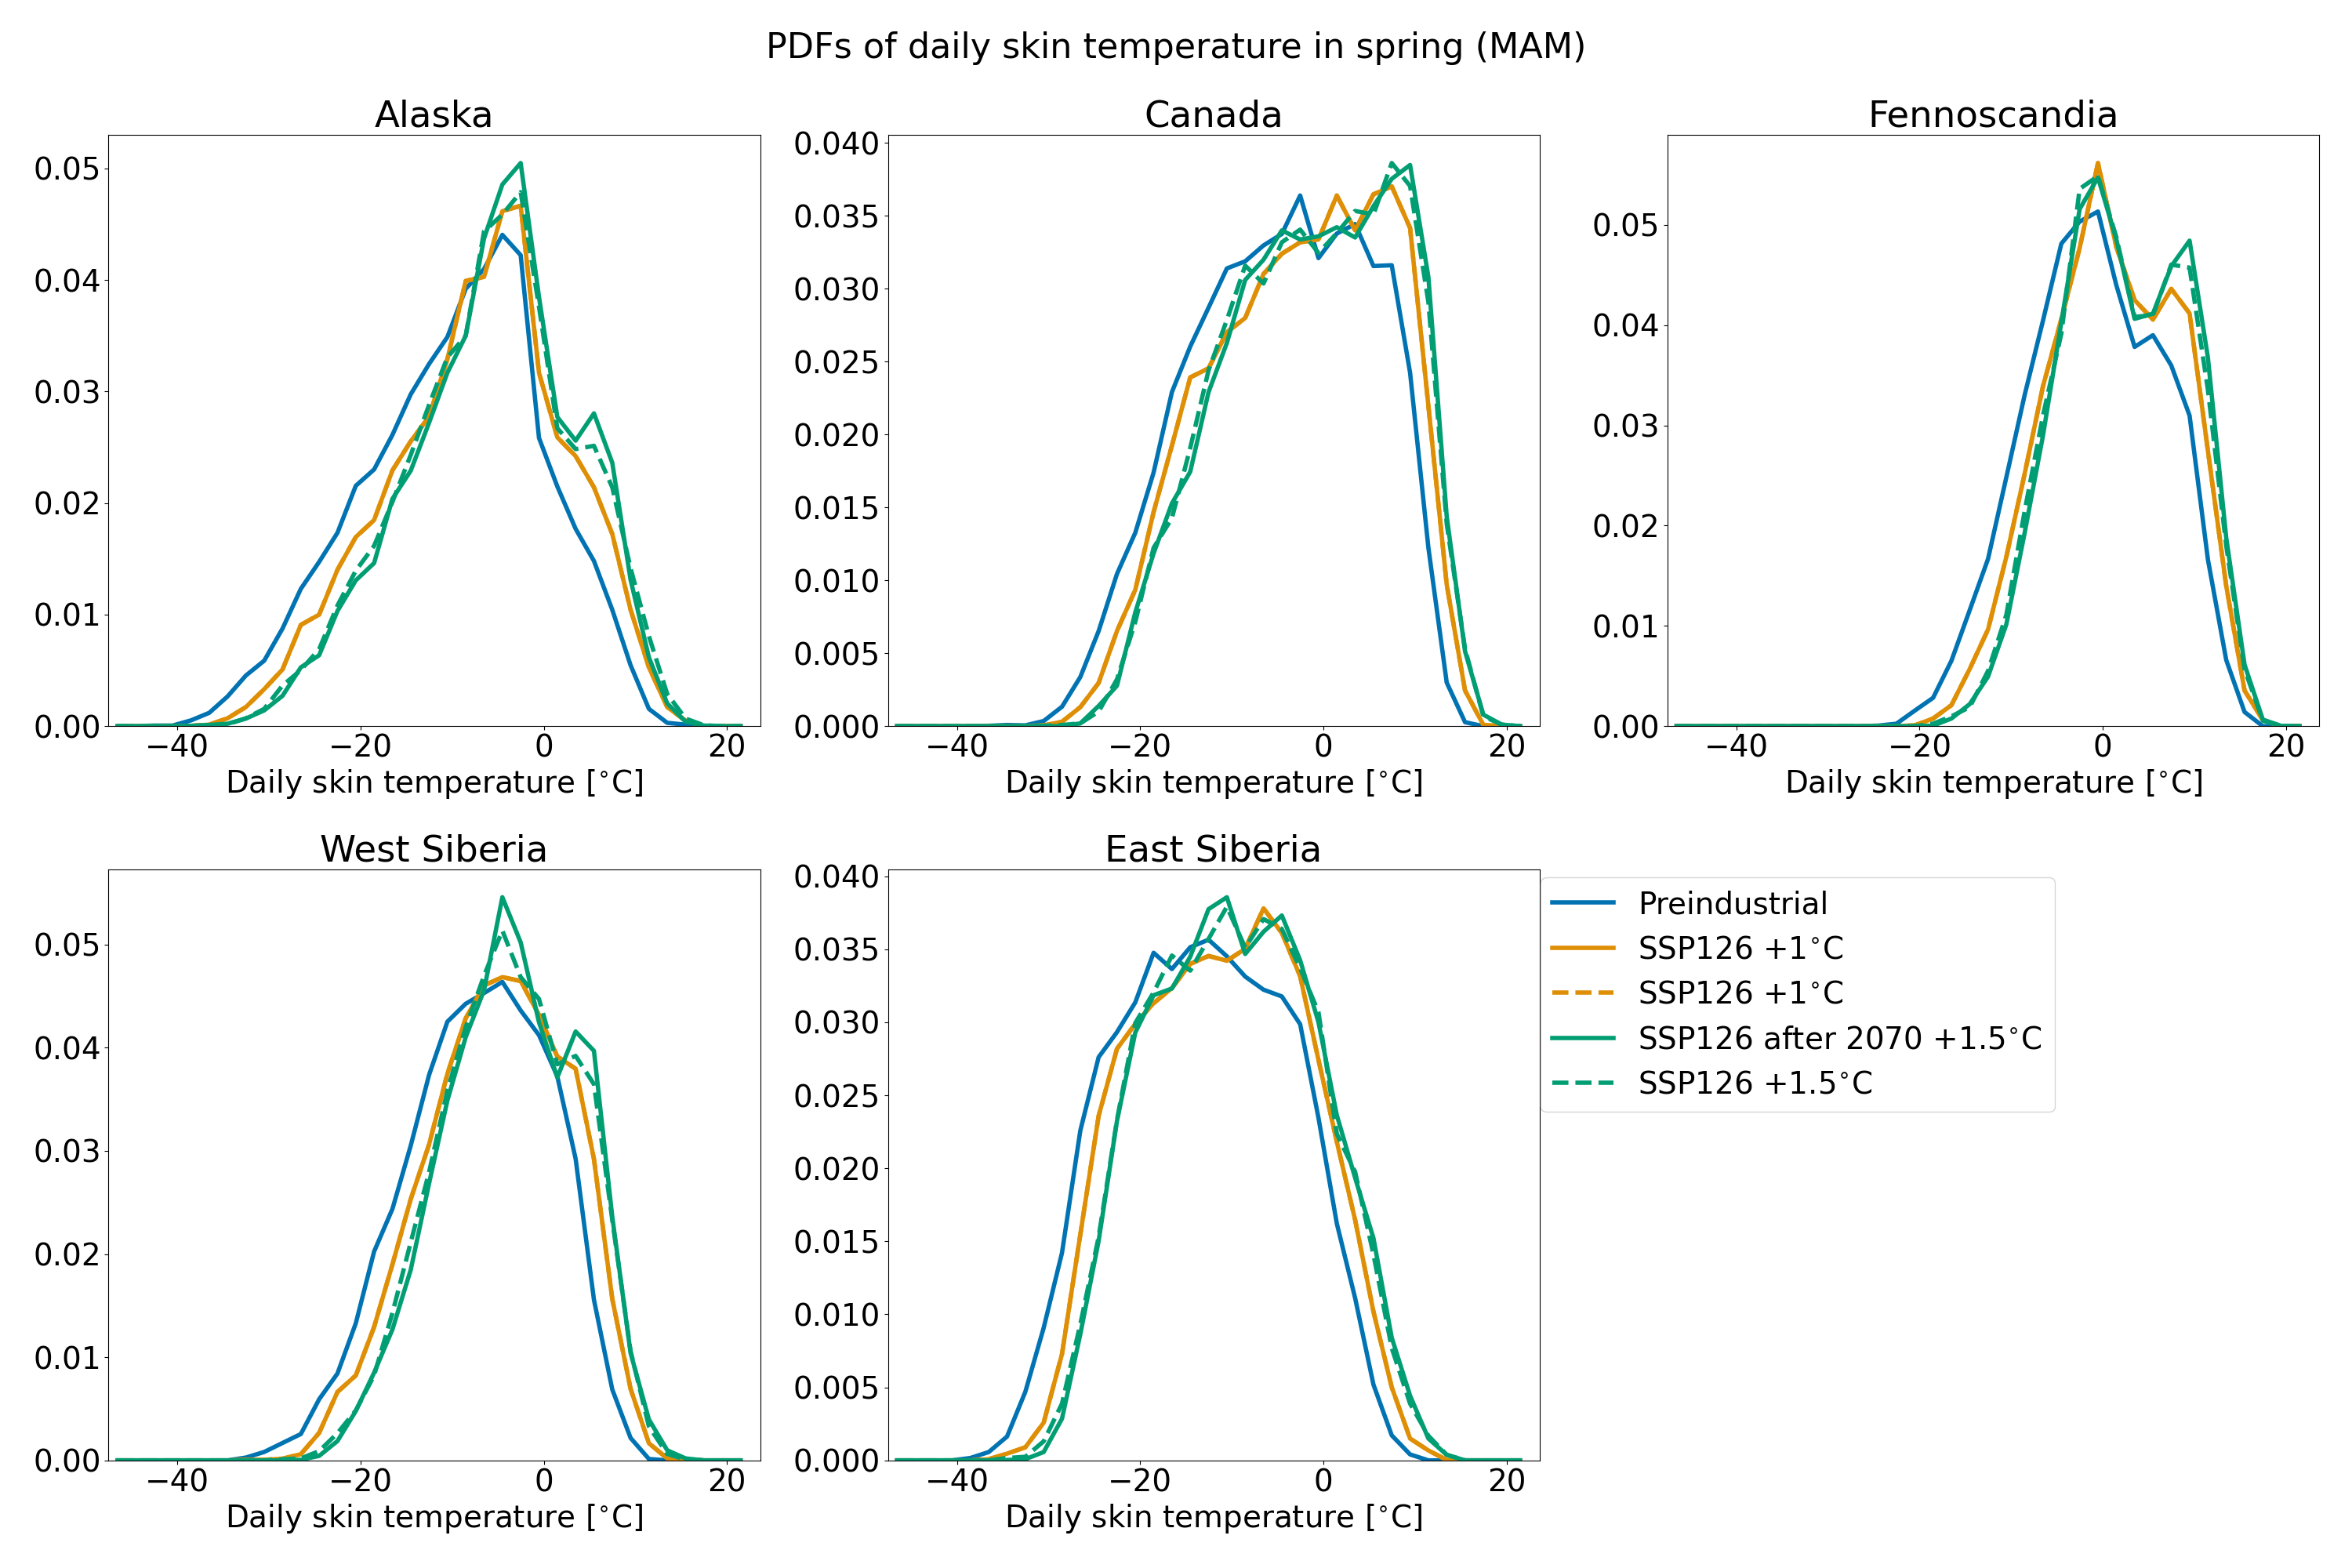 PDFs of daily skin temperature in spring (MAM)
Alaska
0.05
0.04
0.03
0.02
0.01
0.00
−40 −20 0 20
Daily skin temperature [°C]
Canada
0.040
0.035
0.030
0.025
0.020
0.015
0.010
0.005
0.000
−40 −20 0 20
Daily skin temperature [°C]
Fennoscandia
0.05
0.04
0.03
0.02
0.01
0.00
−40 −20 0 20
Daily skin temperature [°C]
West Siberia
0.05
0.04
0.03
0.02
0.01
0.00
−40 −20 0 20
Daily skin temperature [°C]
East Siberia
0.040
0.035
0.030
0.025
0.020
0.015
0.010
0.005
0.000
−40 −20 0 20
Daily skin temperature [°C]
Preindustrial
SSP126 +1°C
SSP126 +1°C
SSP126 after 2070 +1.5°C
SSP126 +1.5°C